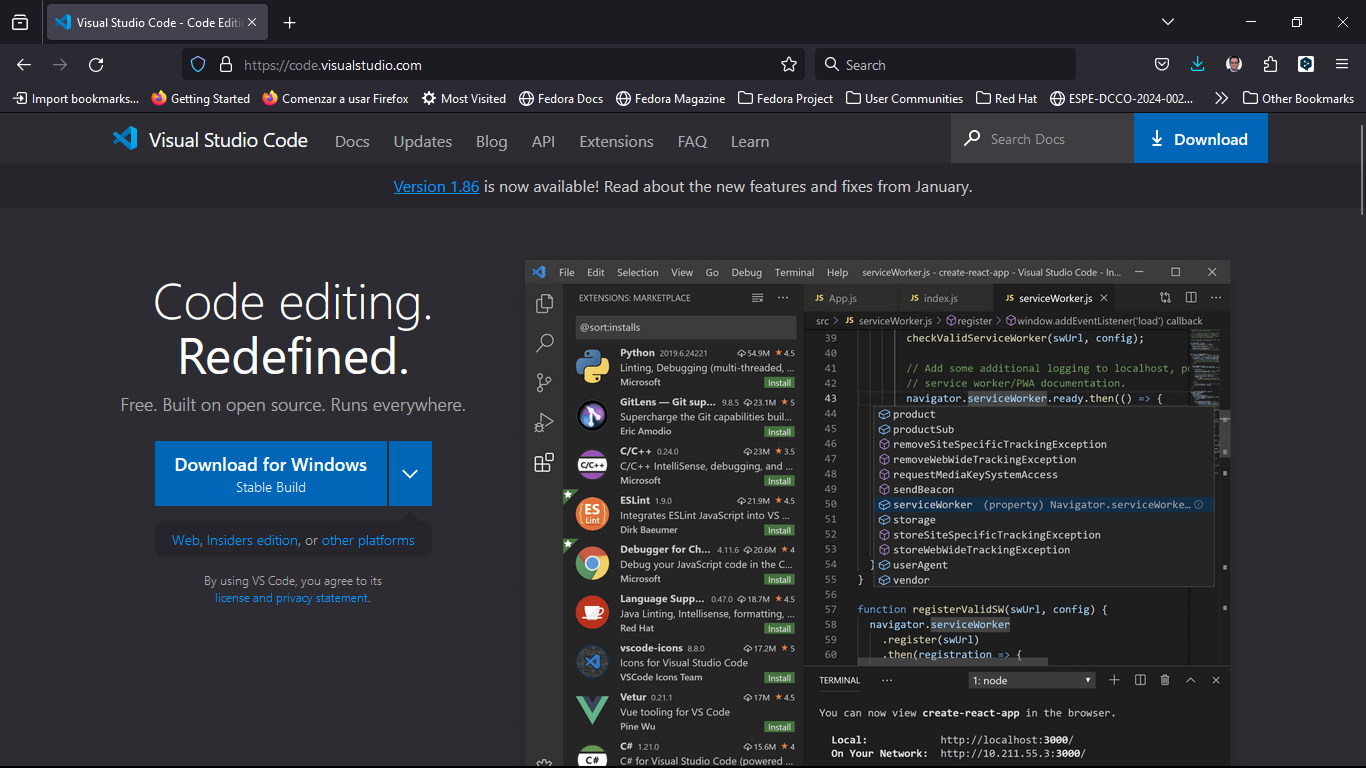 Visual Studio Code - Code Editi
https://code.visualstudio.com
Search
Import bookmarks...
Getting Started
Comenzar a usar Firefox
Most Visited
Fedora Docs
Fedora Magazine
Fedora Project
User Communities
Red Hat
ESPE-DCCO-2024-002...
Other Bookmarks
Visual Studio Code
Docs
Updates
Blog
API
Extensions
FAQ
Learn
Search Docs
Download
Version 1.86 is now available! Read about the new features and fixes from January.
Code editing.
Redefined.
Free. Built on open source. Runs everywhere.
Download for Windows
Stable Build
Web, Insiders edition, or other platforms
By using VS Code, you agree to its
license and privacy statement.
File Edit Selection View Go Debug Terminal Help serviceWorker.js - create-react-app - Visual Studio Code - In...
EXTENSIONS: MARKETPLACE
@sort:installs
Python 2019.6.24221 54.9M ★ 4.5
Linting, Debugging (multi-threaded, ...
Microsoft Install
GitLens — Git sup... 9.8.5 23.1M ★ 5
Supercharge the Git capabilities buil...
Eric Amodio Install
C/C++ 0.24.0 23M ★ 3.5
C/C++ IntelliSense, debugging, and ...
Microsoft Install
ESLint 1.9.0 21.9M ★ 4.5
Integrates ESLint JavaScript into VS ...
Dirk Baeumer Install
Debugger for Ch... 4.11.6 20.6M ★ 4
Debug your JavaScript code in the C...
Microsoft Install
Language Supp... 0.47.0 18.7M ★ 4.5
Java Linting, Intellisense, formatting, ...
Red Hat Install
vscode-icons 8.8.0 17.2M ★ 5
Icons for Visual Studio Code
VSCode Icons Team Install
Vetur 0.21.1 17M ★ 4.5
Vue tooling for VS Code
Pine Wu Install
C# 1.21.0 15.6M ★ 4
C# for Visual Studio Code (powered ...
C/C++
ES
Lint
C#
JS App.js
JS index.js
JS serviceWorker.js
src > JS serviceWorker.js > register > window.addEventListener('load') callback
39 checkValidServiceWorker(swUrl, config);
40
41 // Add some additional logging to localhost, po
42 // service worker/PWA documentation.
43 navigator.serviceWorker.ready.then(() => {
44 product
45 productSub
46 removeSiteSpecificTrackingException
47 removeWebWideTrackingException
48 requestMediaKeySystemAccess
49 sendBeacon
50 serviceWorker (property) Navigator.serviceWorke...
51 storage
52 storeSiteSpecificTrackingException
53 storeWebWideTrackingException
54 } userAgent
55 } vendor
56
57 function registerValidSW(swUrl, config) {
58 navigator.serviceWorker
59 .register(swUrl)
60 .then(registration => {
TERMINAL ... 1: node
You can now view create-react-app in the browser.
Local: http://localhost:3000/
On Your Network: http://10.211.55.3:3000/